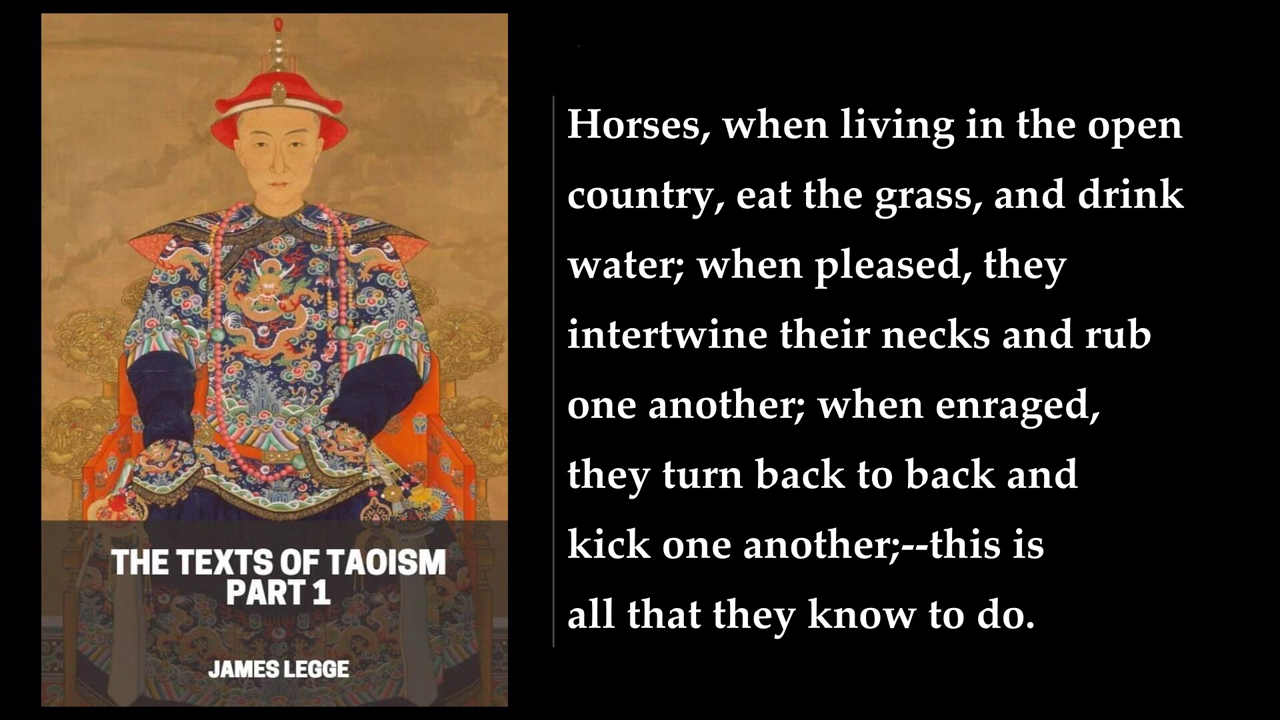 THE TEXTS OF TAOISM
PART 1
JAMES LEGGE
Horses, when living in the open
country, eat the grass, and drink
water; when pleased, they
intertwine their necks and rub
one another; when enraged,
they turn back to back and
kick one another;--this is
all that they know to do.